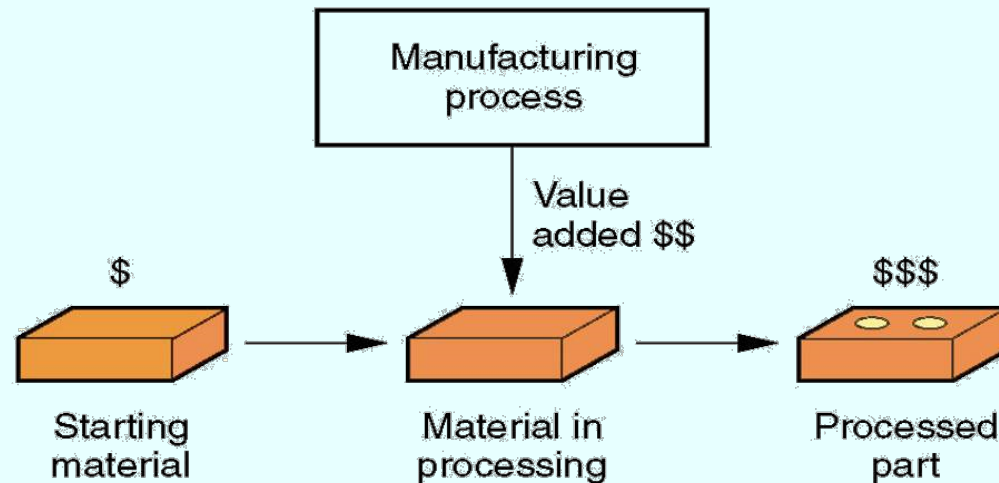 Manufacturing
process
Value
added $$
$
$$$
Starting
material
Material in
processing
Processed
part